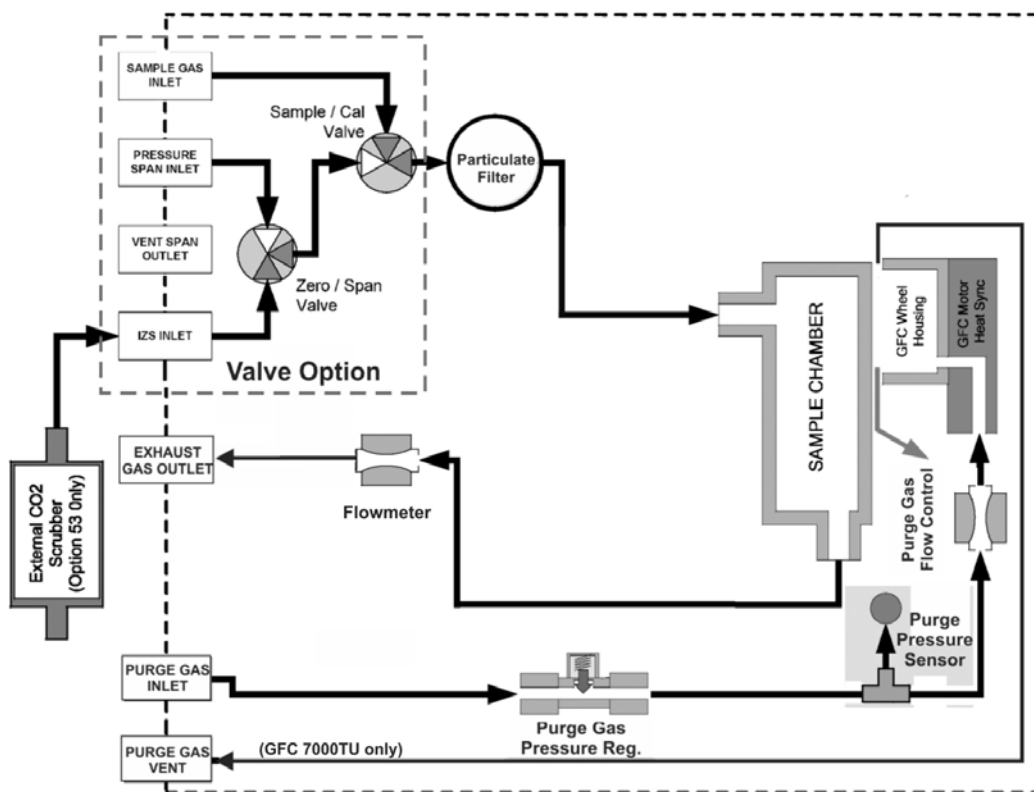 SAMPLE GAS
INLET
PRESSURE
SPAN INLET
VENT SPAN
OUTLET
IZS INLET
Sample / Cal
Valve
Zero / Span
Valve
Valve Option
Particulate
Filter
SAMPLE CHAMBER
GFC Wheel
Housing
GFC Motor
Heat Sync
External CO2
Scrubber
(Option 53 0nly)
EXHAUST
GAS OUTLET
Flowmeter
Purge Gas
Flow Control
Purge
Pressure
Sensor
PURGE GAS
INLET
Purge Gas
Pressure Reg.
PURGE GAS
VENT
(GFC 7000TU only)